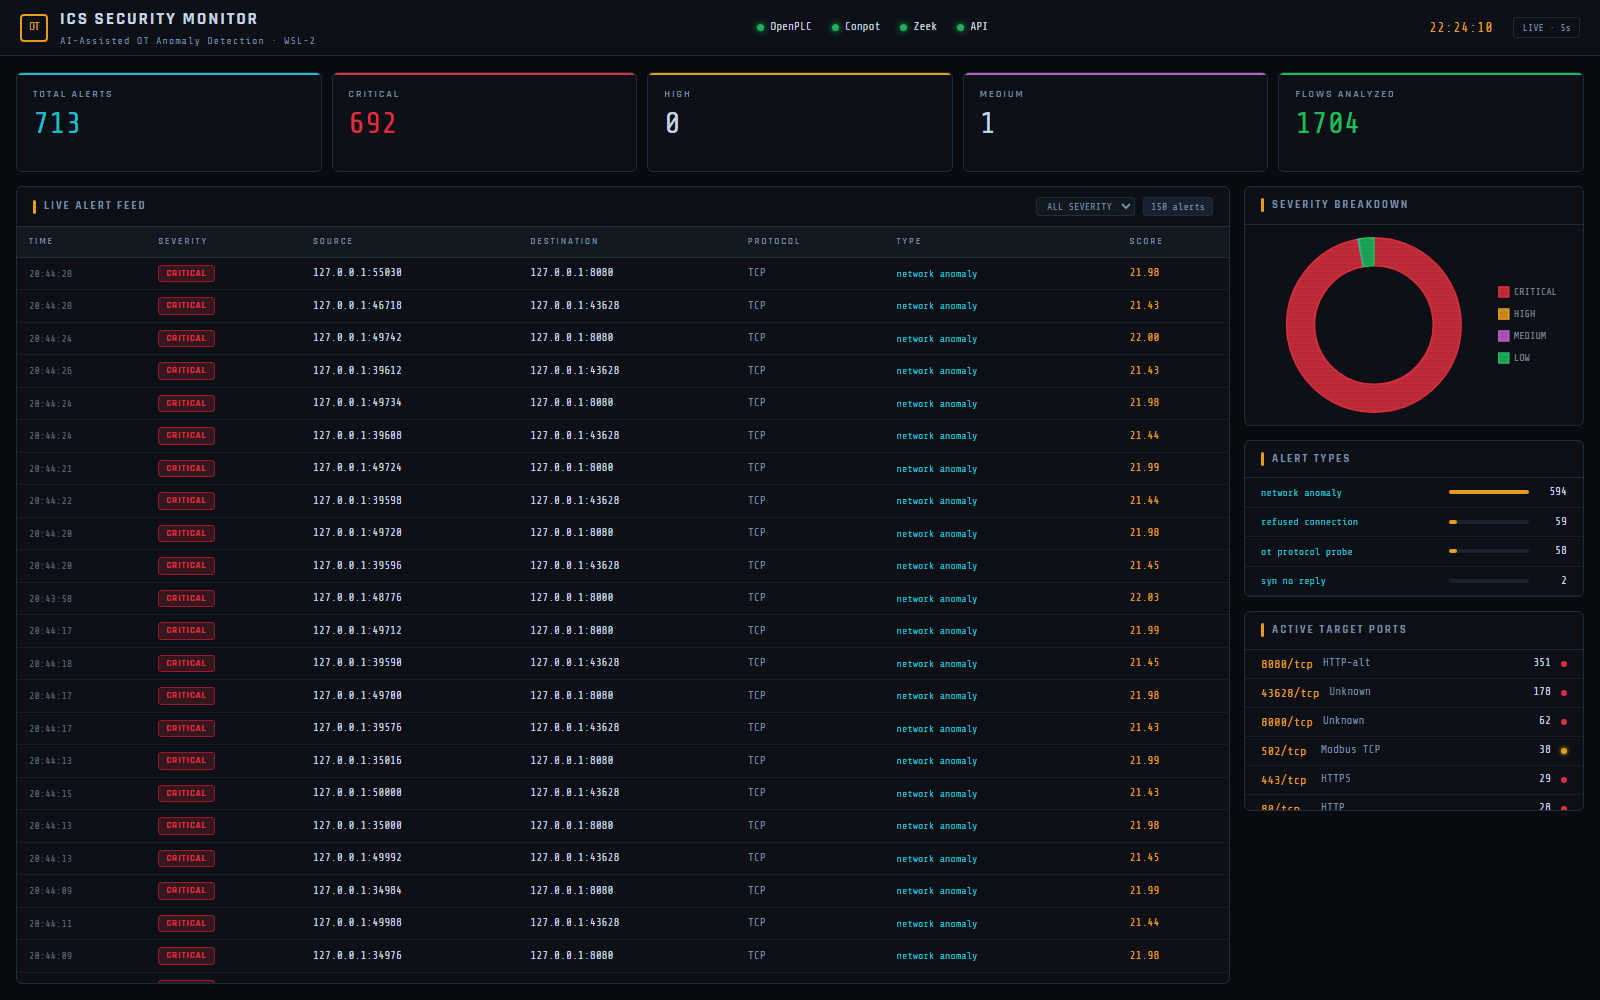 OT
ICS SECURITY MONITOR
AI-Assisted OT Anomaly Detection · WSL-2
OpenPLC Conpot Zeek API
22:24:10
LIVE · 5s
TOTAL ALERTS
713
CRITICAL
692
HIGH
0
MEDIUM
1
FLOWS ANALYZED
1704
LIVE ALERT FEED
ALL SEVERITY
150 alerts
TIME SEVERITY SOURCE DESTINATION PROTOCOL TYPE SCORE
20:44:28 CRITICAL 127.0.0.1:55030 127.0.0.1:8080 TCP network anomaly 21.98
20:44:28 CRITICAL 127.0.0.1:46718 127.0.0.1:43628 TCP network anomaly 21.43
20:44:24 CRITICAL 127.0.0.1:49742 127.0.0.1:8080 TCP network anomaly 22.00
20:44:26 CRITICAL 127.0.0.1:39612 127.0.0.1:43628 TCP network anomaly 21.43
20:44:24 CRITICAL 127.0.0.1:49734 127.0.0.1:8080 TCP network anomaly 21.98
20:44:24 CRITICAL 127.0.0.1:39608 127.0.0.1:43628 TCP network anomaly 21.44
20:44:21 CRITICAL 127.0.0.1:49724 127.0.0.1:8080 TCP network anomaly 21.99
20:44:22 CRITICAL 127.0.0.1:39598 127.0.0.1:43628 TCP network anomaly 21.44
20:44:20 CRITICAL 127.0.0.1:49720 127.0.0.1:8080 TCP network anomaly 21.98
20:44:20 CRITICAL 127.0.0.1:39596 127.0.0.1:43628 TCP network anomaly 21.45
20:43:58 CRITICAL 127.0.0.1:48776 127.0.0.1:8000 TCP network anomaly 22.03
20:44:17 CRITICAL 127.0.0.1:49712 127.0.0.1:8080 TCP network anomaly 21.99
20:44:18 CRITICAL 127.0.0.1:39590 127.0.0.1:43628 TCP network anomaly 21.45
20:44:17 CRITICAL 127.0.0.1:49700 127.0.0.1:8080 TCP network anomaly 21.98
20:44:17 CRITICAL 127.0.0.1:39576 127.0.0.1:43628 TCP network anomaly 21.43
20:44:13 CRITICAL 127.0.0.1:35016 127.0.0.1:8080 TCP network anomaly 21.99
20:44:15 CRITICAL 127.0.0.1:50000 127.0.0.1:43628 TCP network anomaly 21.43
20:44:13 CRITICAL 127.0.0.1:35000 127.0.0.1:8080 TCP network anomaly 21.98
20:44:13 CRITICAL 127.0.0.1:49992 127.0.0.1:43628 TCP network anomaly 21.45
20:44:09 CRITICAL 127.0.0.1:34984 127.0.0.1:8080 TCP network anomaly 21.99
20:44:11 CRITICAL 127.0.0.1:49988 127.0.0.1:43628 TCP network anomaly 21.44
20:44:09 CRITICAL 127.0.0.1:34976 127.0.0.1:8080 TCP network anomaly 21.98
SEVERITY BREAKDOWN
CRITICAL
HIGH
MEDIUM
LOW
ALERT TYPES
network anomaly 594
refused connection 59
ot protocol probe 58
syn no reply 2
ACTIVE TARGET PORTS
8080/tcp HTTP-alt 351
43628/tcp Unknown 178
8000/tcp Unknown 62
502/tcp Modbus TCP 38
443/tcp HTTPS 29
80/tcp HTTP 28